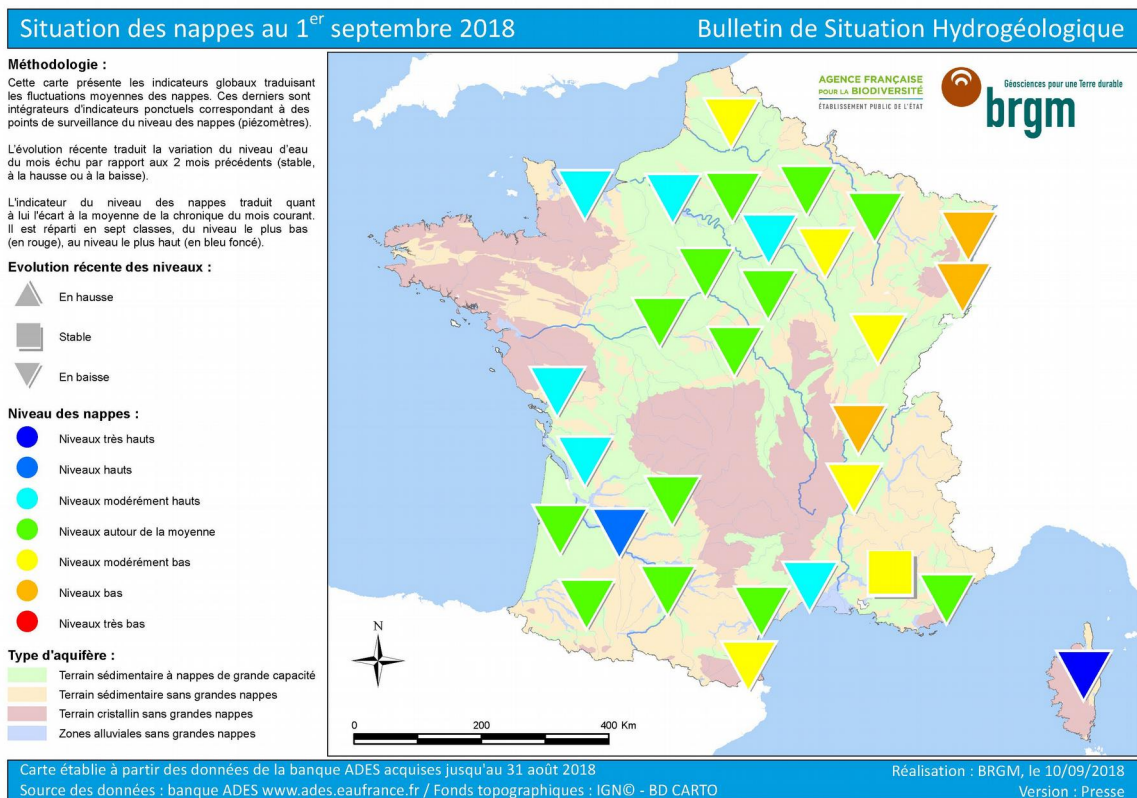 Situation des nappes au 1er septembre 2018
Bulletin de Situation Hydrogéologique
Méthodologie :
Cette carte présente les indicateurs globaux traduisant
les fluctuations moyennes des nappes. Ces derniers sont
intégrateurs d'indicateurs ponctuels correspondant à des
points de surveillance du niveau des nappes (piézomètres).
L'évolution récente traduit la variation du niveau d'eau
du mois échu par rapport aux 2 mois précédents (stable,
à la hausse ou à la baisse).
L'indicateur du niveau des nappes traduit quant
à lui l'écart à la moyenne de la chronique du mois courant.
Il est réparti en sept classes, du niveau le plus bas
(en rouge), au niveau le plus haut (en bleu foncé).
Evolution récente des niveaux :
En hausse
Stable
En baisse
Niveau des nappes :
Niveaux très hauts
Niveaux hauts
Niveaux modérément hauts
Niveaux autour de la moyenne
Niveaux modérément bas
Niveaux bas
Niveaux très bas
Type d'aquifère :
Terrain sédimentaire à nappes de grande capacité
Terrain sédimentaire sans grandes nappes
Terrain cristallin sans grandes nappes
Zones alluviales sans grandes nappes
AGENCE FRANÇAISE
POUR LA BIODIVERSITÉ
ÉTABLISSEMENT PUBLIC DE L'ÉTAT
Géosciences pour une Terre durable
brgm
N
0 200 400 Km
Carte établie à partir des données de la banque ADES acquises jusqu'au 31 août 2018
Source des données : banque ADES www.ades.eaufrance.fr / Fonds topographiques : IGN© - BD CARTO
Réalisation : BRGM, le 10/09/2018
Version : Presse